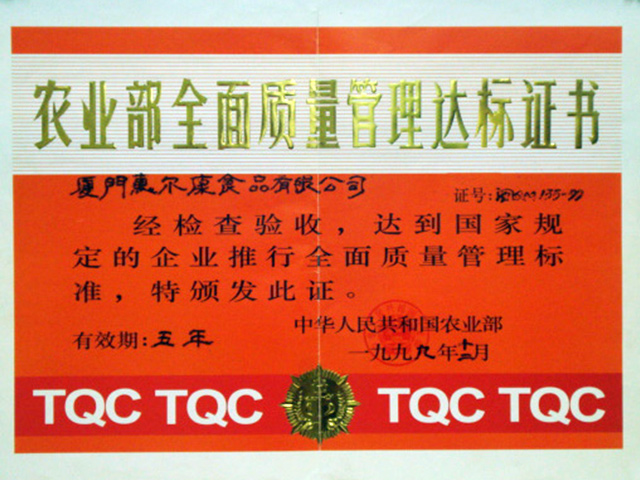 农业部全面质量管理达标证书
厦門惠尔康食品有限公司
证号:
经检查验收，达到国家规
定的企业推行全面质量管理标
准，特颁发此证。
有效期:五年
中华人民共和国农业部
一九九九年十二月
TQC TQC TQC TQC